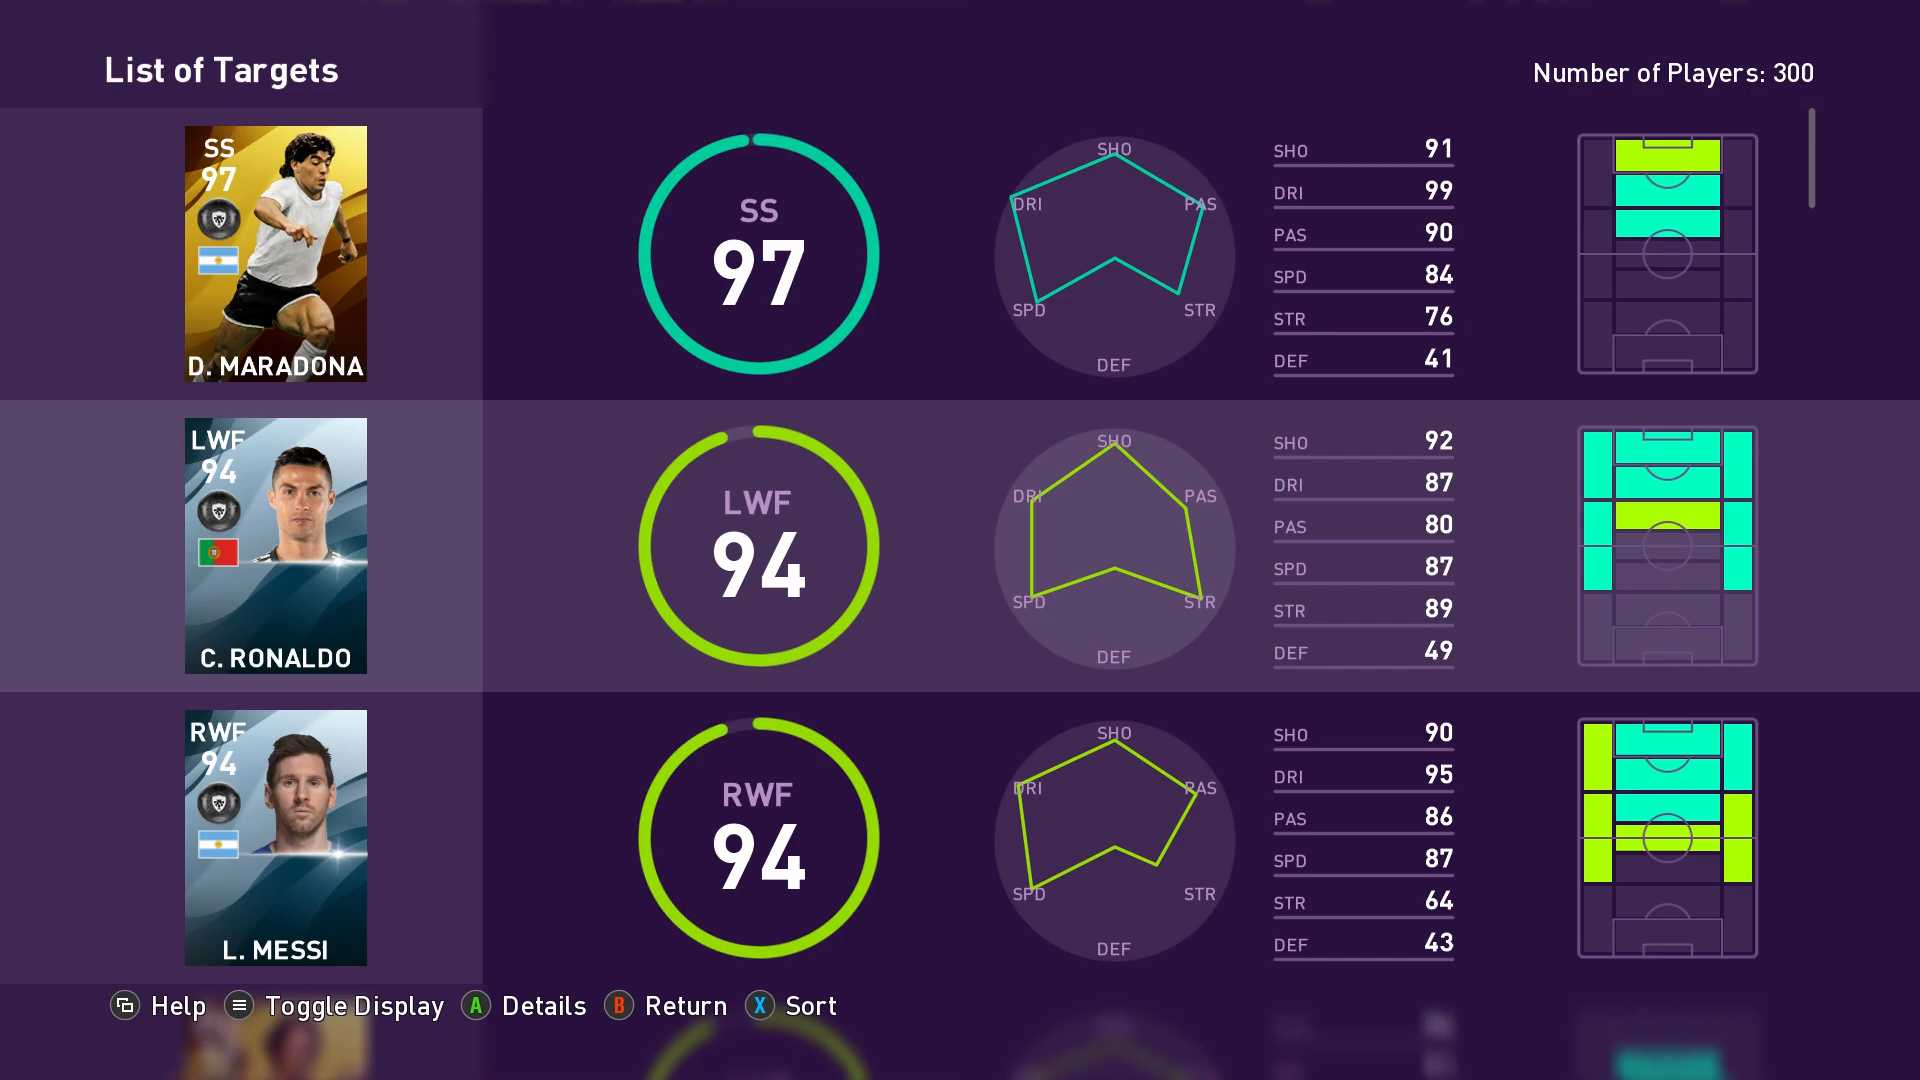 List of Targets
Number of Players: 300
SS
97
D. MARADONA
SS
97
SHO
PAS
STR
DEF
SPD
DRI
SHO 91
DRI 99
PAS 90
SPD 84
STR 76
DEF 41
LWF
94
C. RONALDO
LWF
94
SHO
PAS
STR
DEF
SPD
DRI
SHO 92
DRI 87
PAS 80
SPD 87
STR 89
DEF 49
RWF
94
L. MESSI
RWF
94
SHO
PAS
STR
DEF
SPD
DRI
SHO 90
DRI 95
PAS 86
SPD 87
STR 64
DEF 43
Help Toggle Display A Details B Return X Sort